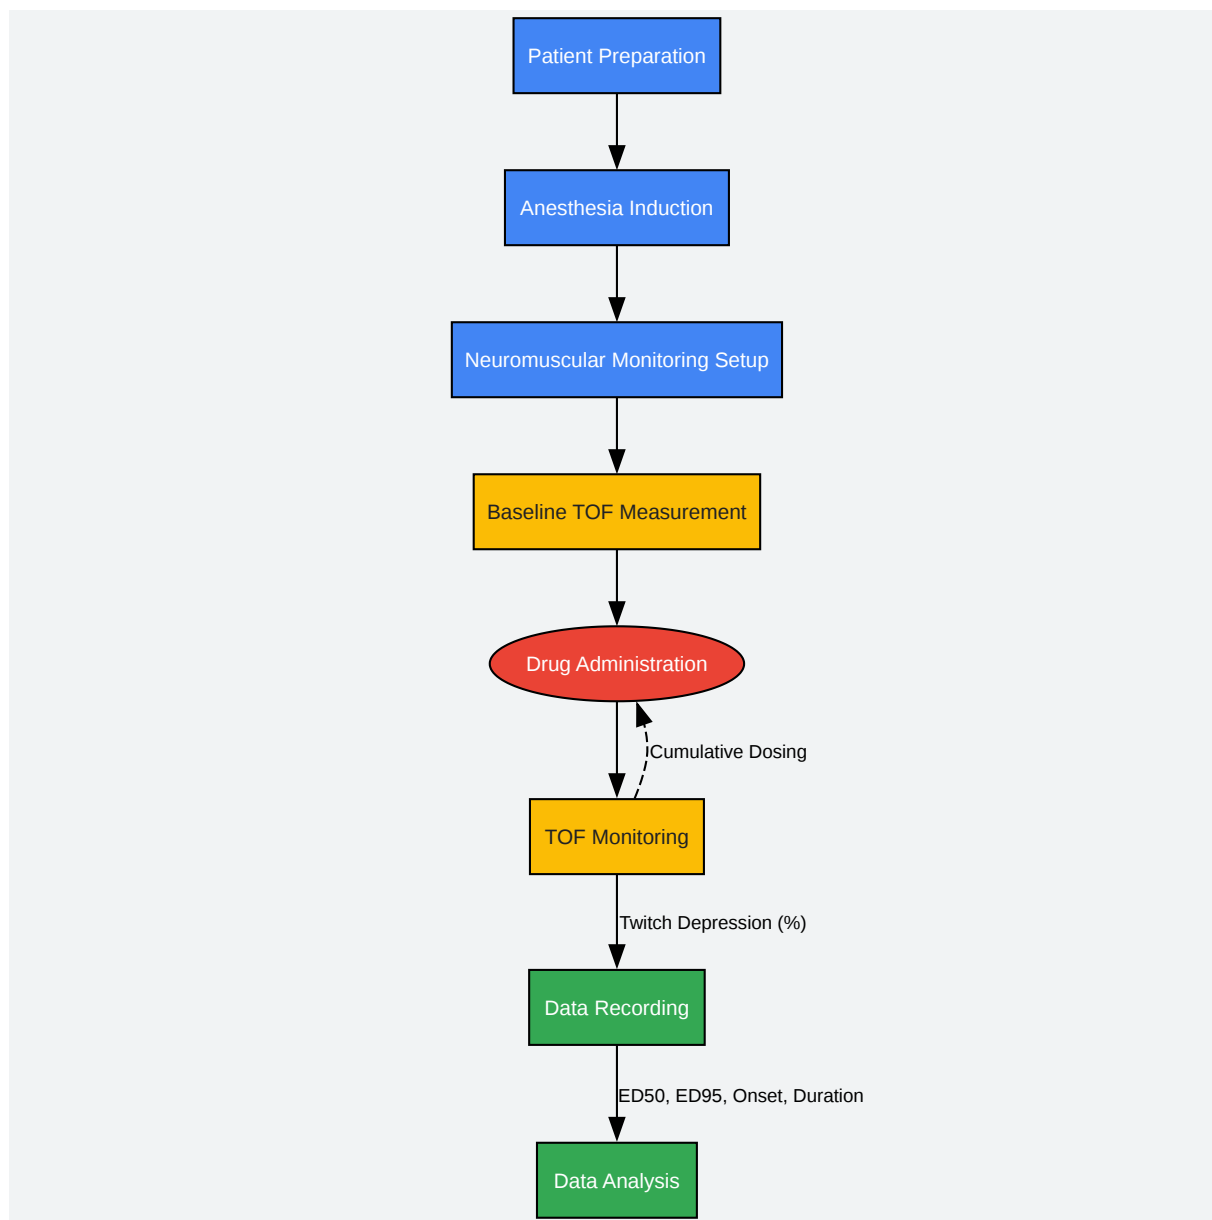 Patient Preparation
Anesthesia Induction
Neuromuscular Monitoring Setup
Baseline TOF Measurement
Drug Administration
Cumulative Dosing
TOF Monitoring
Twitch Depression (%)
Data Recording
ED50, ED95, Onset, Duration
Data Analysis